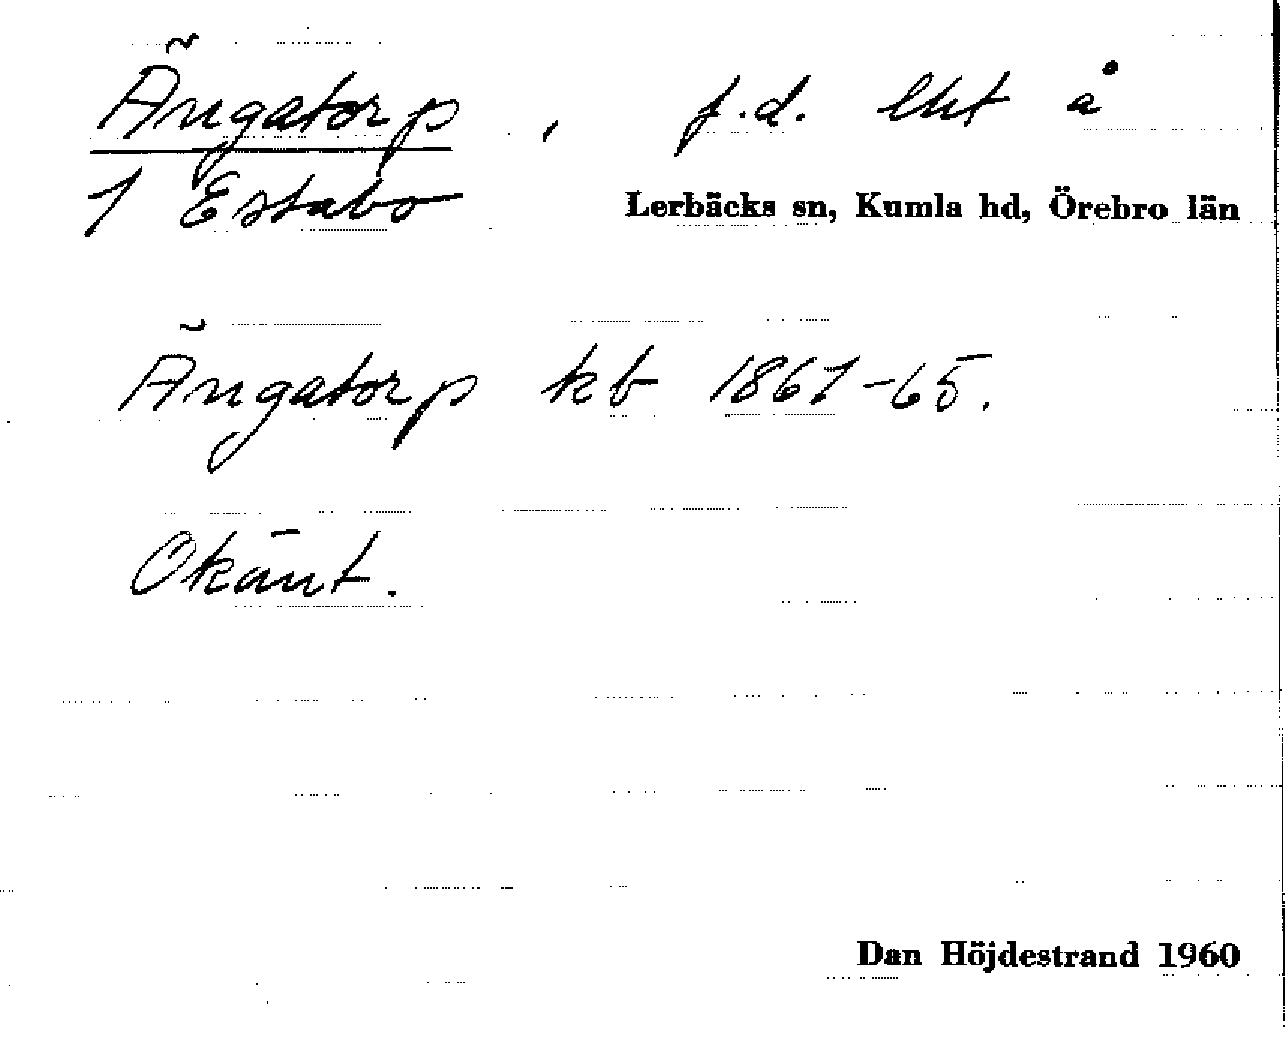 Ängatorp, f.d. lht å
1 Estabo Lerbäcks sn, Kumla hd, Örebro län
Ängatorp kb 1861-65.
Okänt.
Dan Höjdestrand 1960